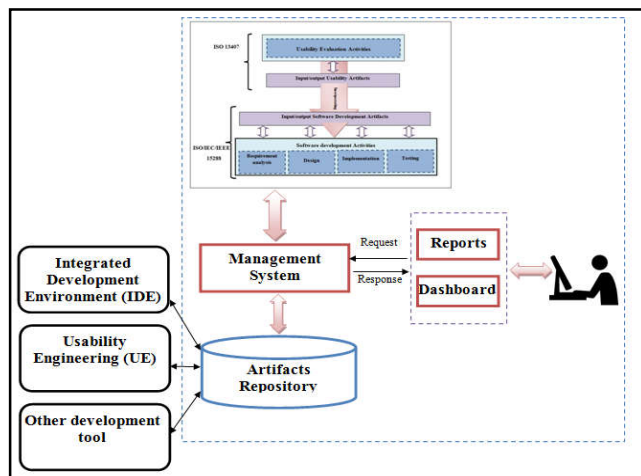 ISO 13407
Usability Evaluation Activities
Input/output Usability Artifacts
Input/output Software Development Artifacts
ISO/IEC/IEEE
15288
Software development Activities
Requirement
analysis
Design
Implementation
Testing
Management
System
Request
Response
Reports
Dashboard
Integrated
Development
Environment (IDE)
Usability
Engineering (UE)
Other development
tool
Artifacts
Repository